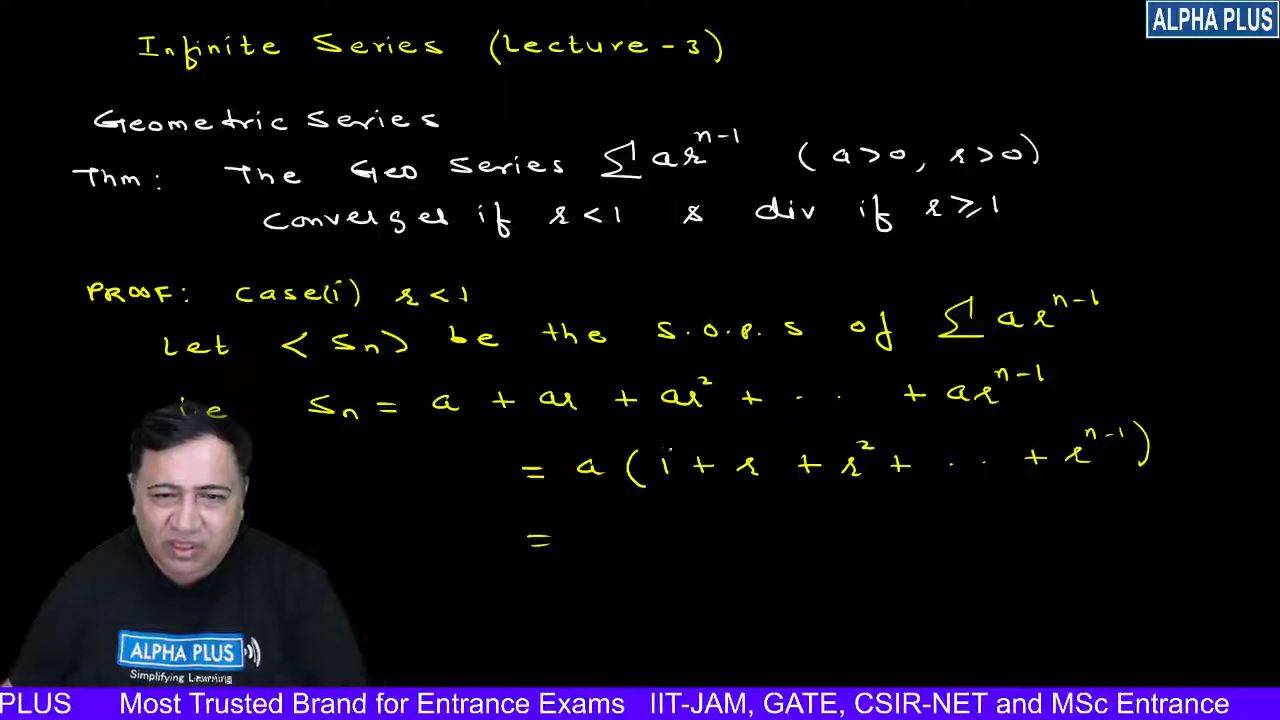 ALPHA PLUS
Infinite Series (Lecture - 3)
Geometric Series
Thm: The Geo Series ∑ ar^{n-1} (a>0, r>0)
Converges if r<1 & div if r≥1
PROOF: Case(i) r<1
Let <Sn> be the s.o.p.s of ∑ ar^{n-1}
i.e Sn = a + ar + ar² + .. + ar^{n-1}
= a(1 + r + r² + .. + r^{n-1})
=
ALPHA PLUS
Simplifying Learning
PLUS Most Trusted Brand for Entrance Exams IIT-JAM, GATE, CSIR-NET and MSc Entrance